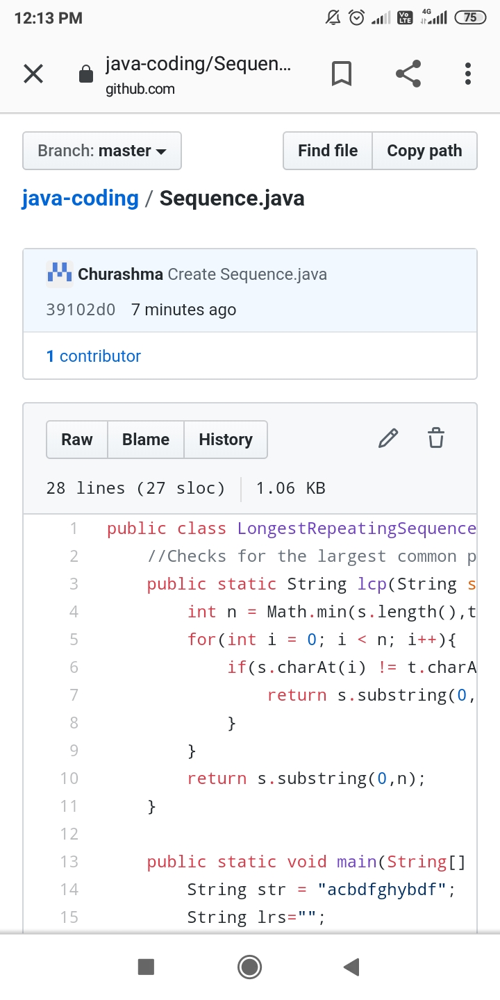 12:13 PM Vo LTE 4G 75
java-coding/Sequen...
github.com
Branch: master Find file Copy path
java-coding / Sequence.java
Churashma Create Sequence.java
39102d0 7 minutes ago
1 contributor
Raw Blame History
28 lines (27 sloc) 1.06 KB
1 public class LongestRepeatingSequence
2 //Checks for the largest common p
3 public static String lcp(String s
4 int n = Math.min(s.length(),t
5 for(int i = 0; i < n; i++){
6 if(s.charAt(i) != t.charA
7 return s.substring(0,
8 }
9 }
10 return s.substring(0,n);
11 }
12
13 public static void main(String[]
14 String str = "acbdfghybdf";
15 String lrs="";